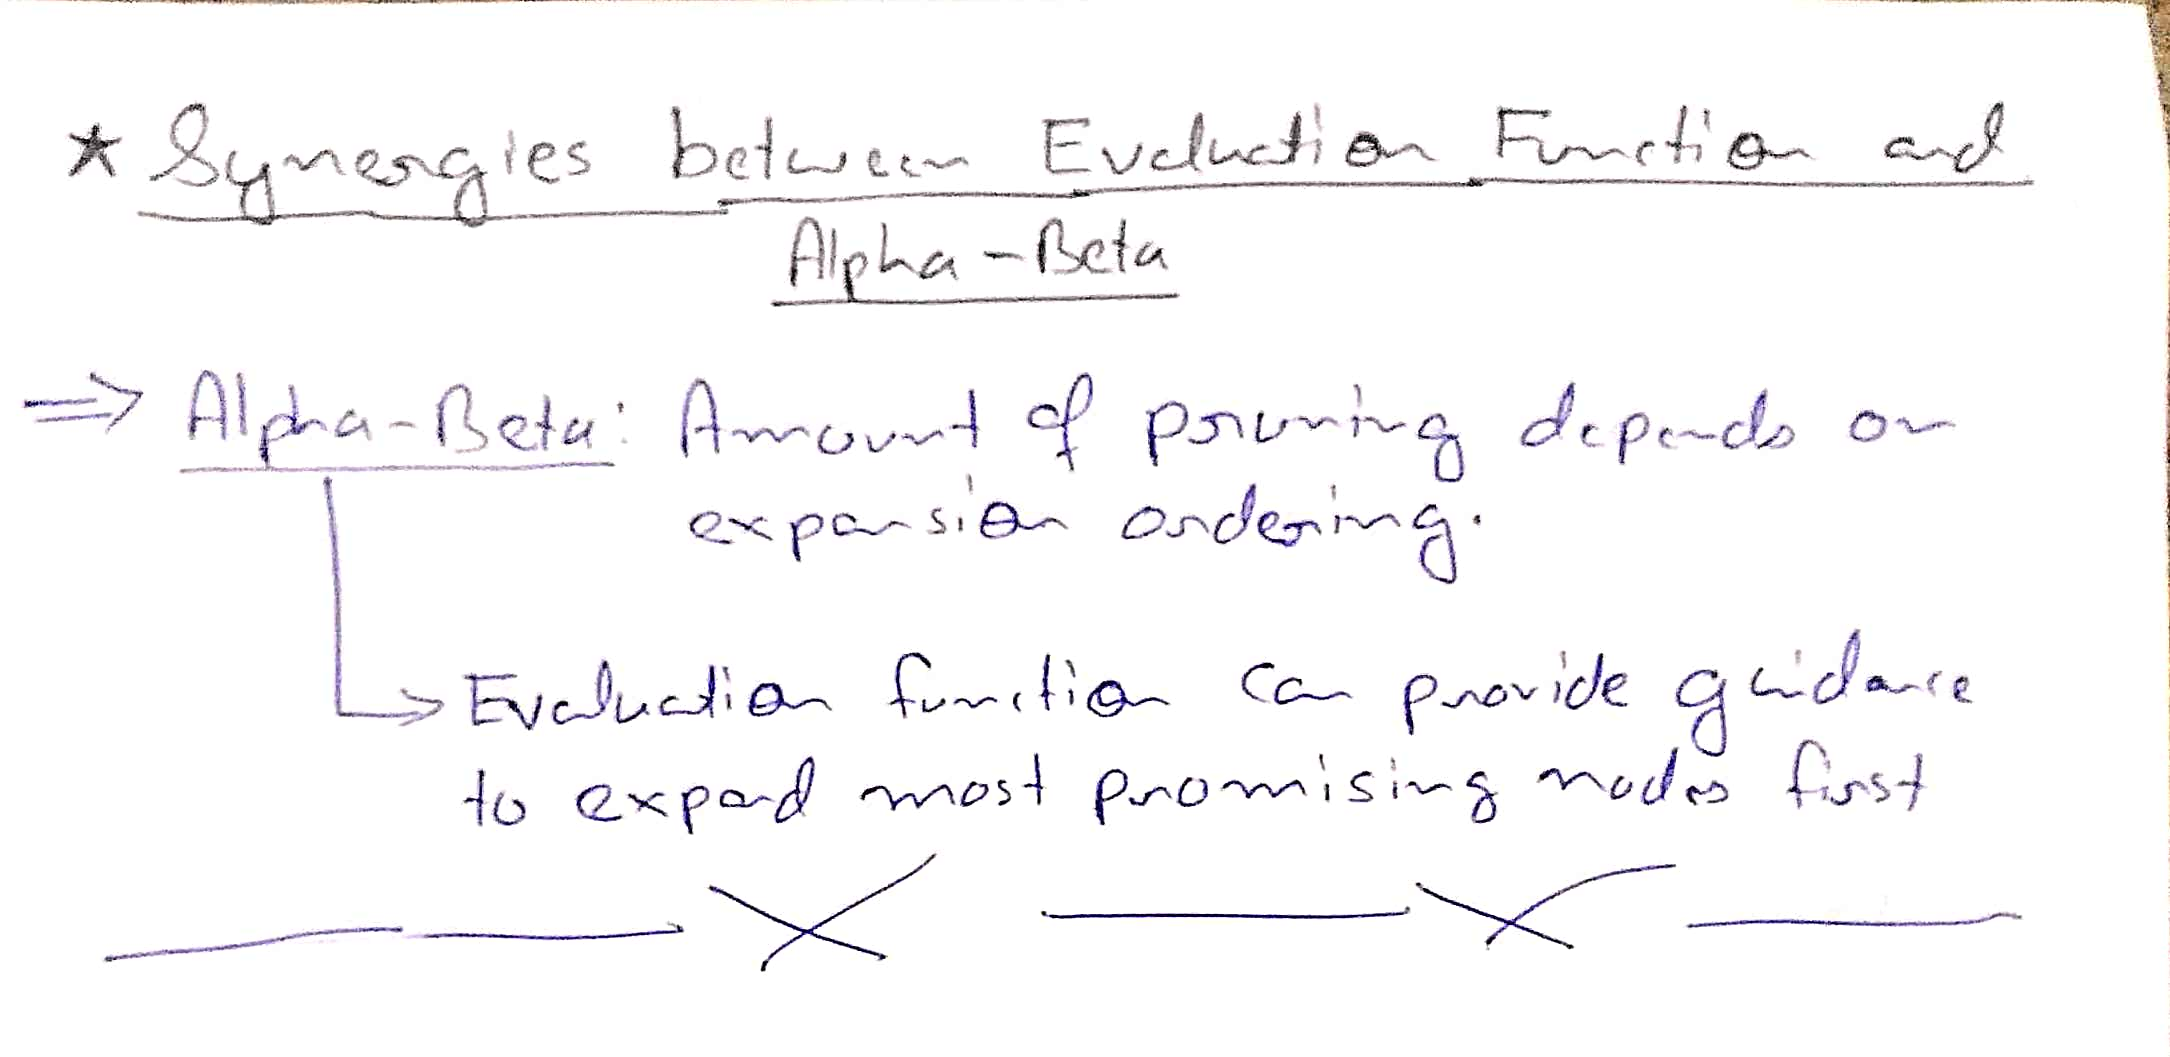 * Synergies between Evaluation Function and
Alpha-Beta
=> Alpha-Beta: Amount of pruning depends on
expansion ordering.
-> Evaluation function can provide guidance
to expand most promising nodes first